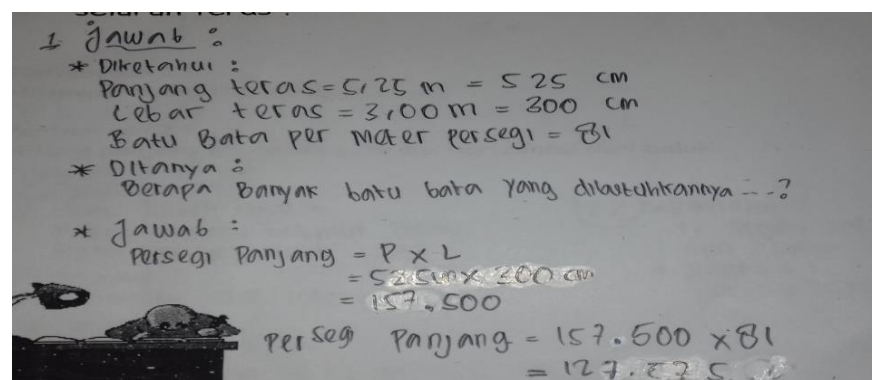 1 Jawab :
* Diketahui :
Panjang teras = 5,25 m = 525 cm
Lebar teras = 3,00 m = 300 cm
Batu Bata per Meter persegi = 81
* Ditanya :
Berapa Banyak batu bata yang dibutuhkannya ---?
* Jawab :
Persegi Panjang = P x L
= 525 cm x 300 cm
= 157.500
Persegi Panjang = 157.500 x 81
= 127.575